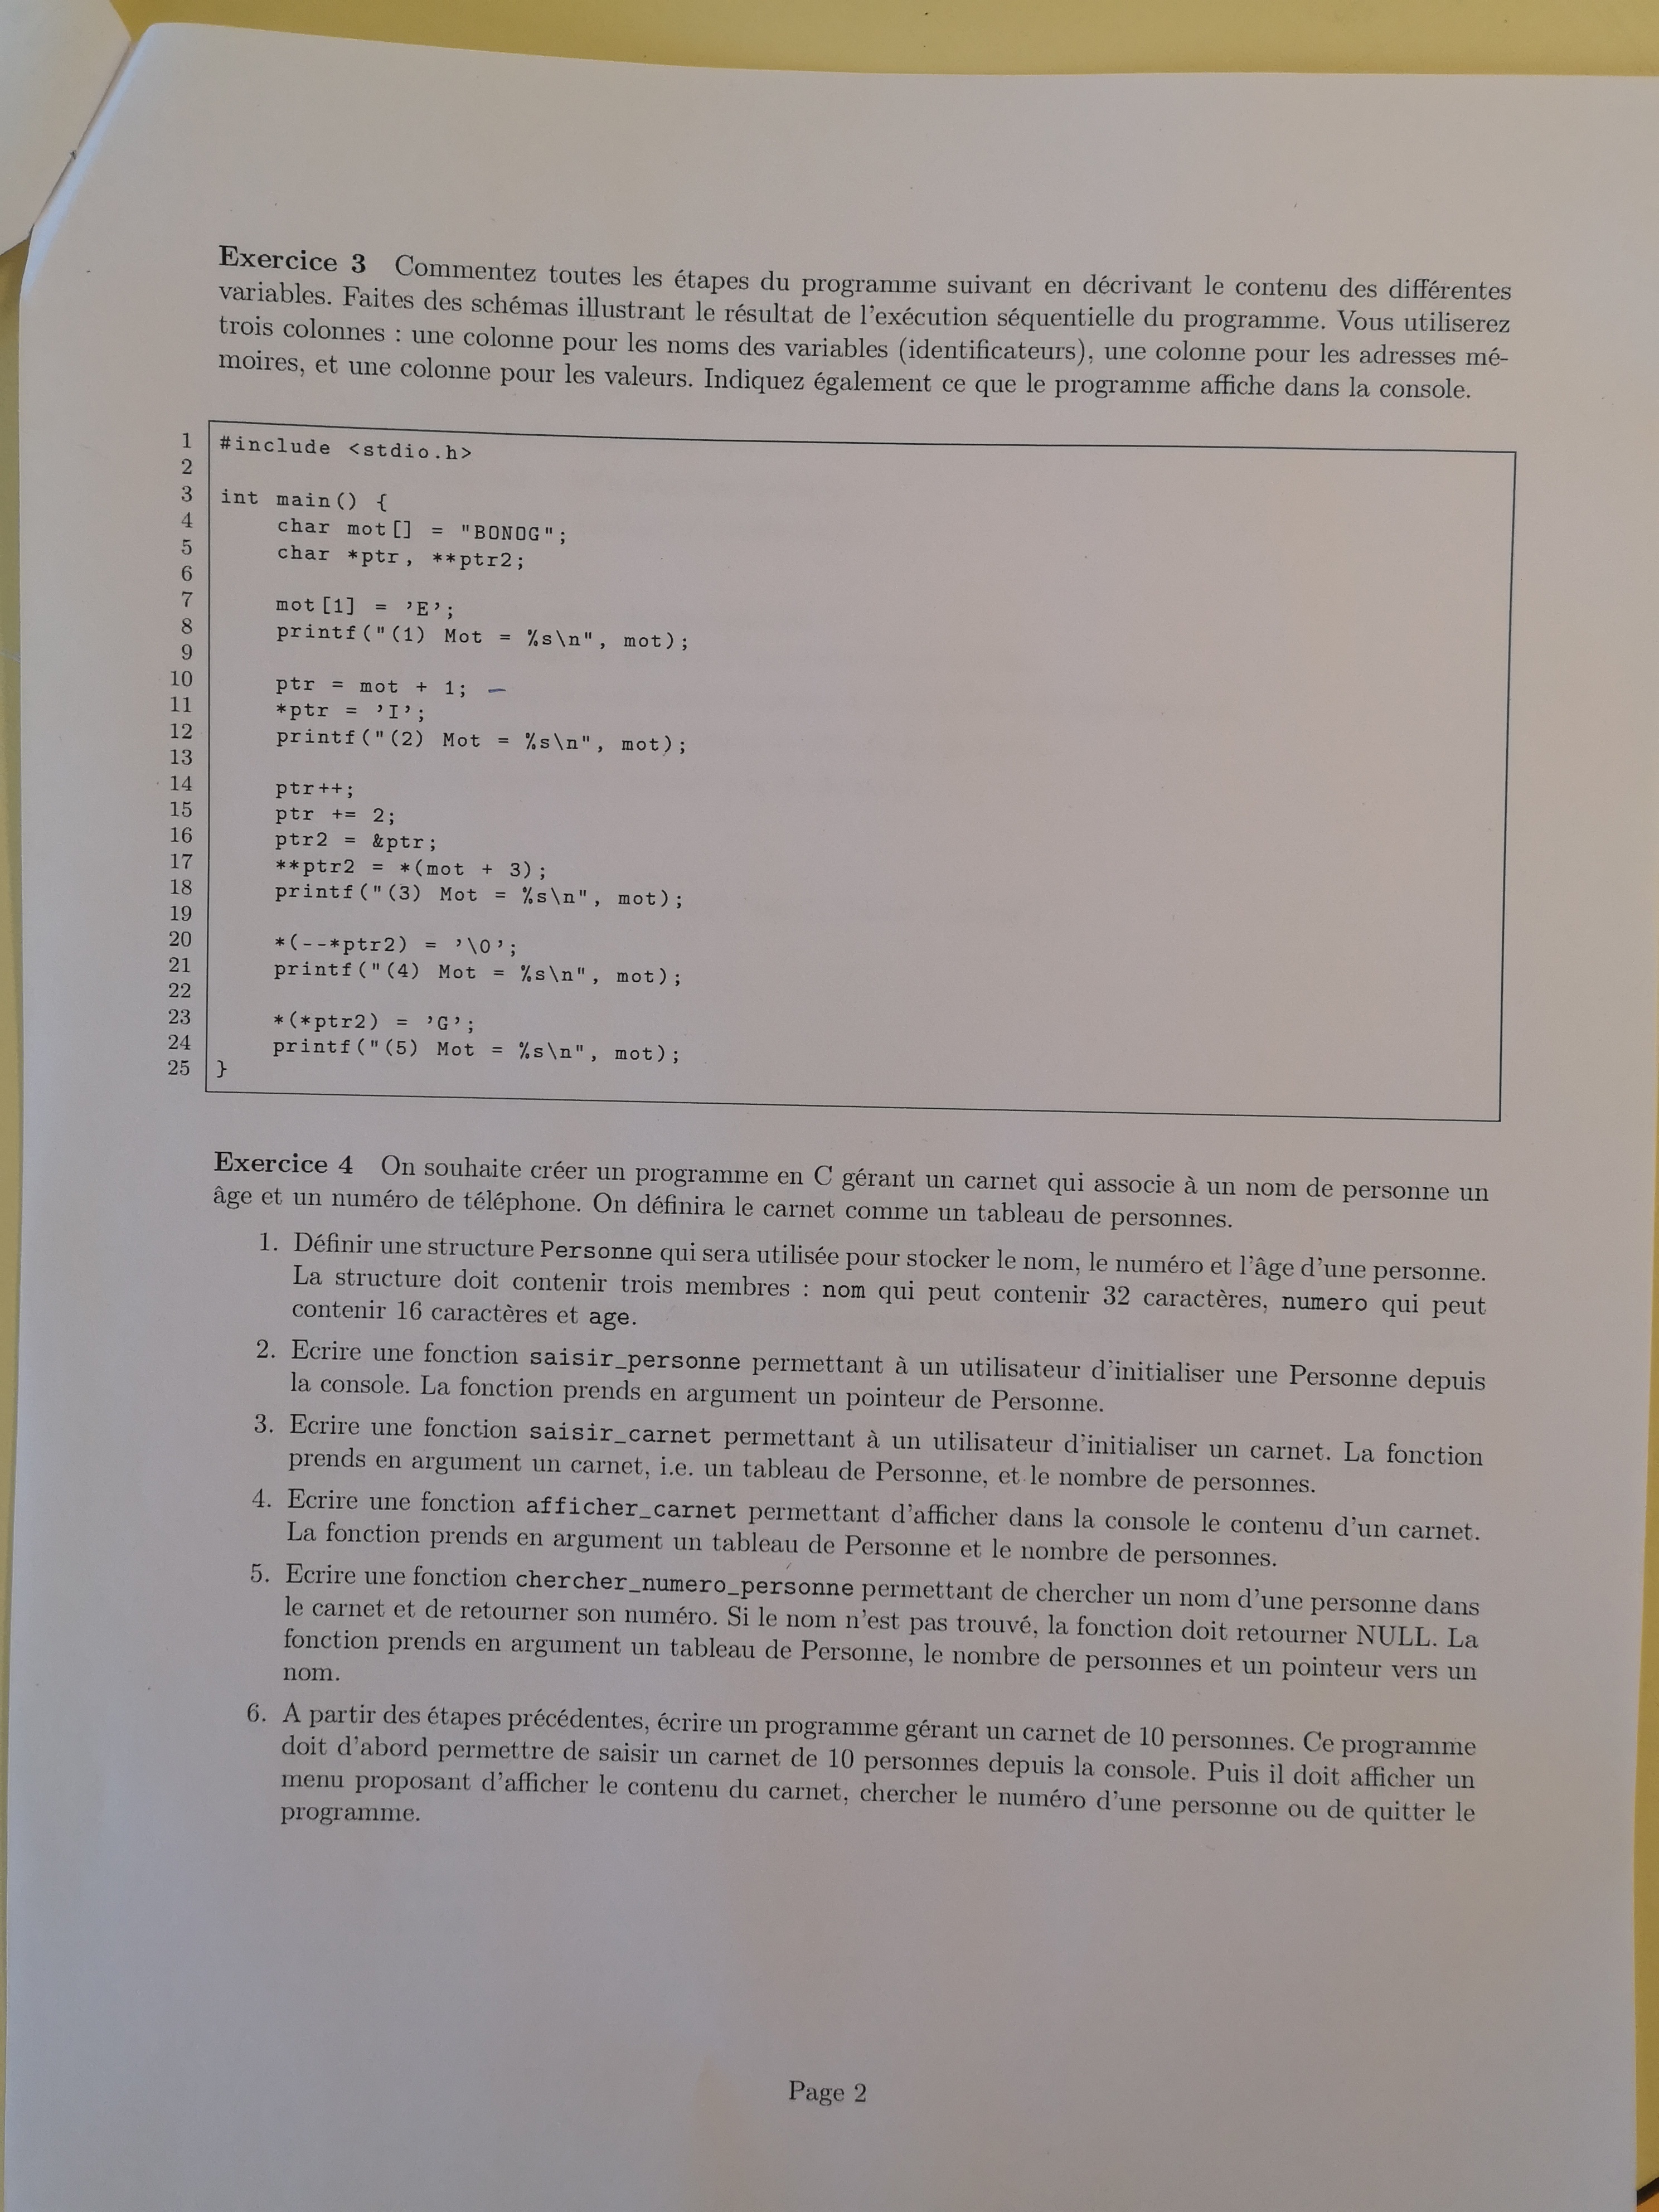 Exercice 3 Commentez toutes les étapes du programme suivant en décrivant le contenu des différentes
variables. Faites des schémas illustrant le résultat de l'exécution séquentielle du programme. Vous utiliserez
trois colonnes : une colonne pour les noms des variables (identificateurs), une colonne pour les adresses mé-
moires, et une colonne pour les valeurs. Indiquez également ce que le programme affiche dans la console.
1 #include <stdio.h>
2
3 int main() {
4 char mot[] = "BONOG";
5 char *ptr, **ptr2;
6
7 mot[1] = 'E';
8 printf("(1) Mot = %s\n", mot);
9
10 ptr = mot + 1;
11 *ptr = 'I';
12 printf("(2) Mot = %s\n", mot);
13
14 ptr++;
15 ptr += 2;
16 ptr2 = &ptr;
17 **ptr2 = *(mot + 3);
18 printf("(3) Mot = %s\n", mot);
19
20 *(--*ptr2) = '\0';
21 printf("(4) Mot = %s\n", mot);
22
23 *(*ptr2) = 'G';
24 printf("(5) Mot = %s\n", mot);
25 }
Exercice 4 On souhaite créer un programme en C gérant un carnet qui associe à un nom de personne un
âge et un numéro de téléphone. On définira le carnet comme un tableau de personnes.
1. Définir une structure Personne qui sera utilisée pour stocker le nom, le numéro et l'âge d'une personne.
La structure doit contenir trois membres : nom qui peut contenir 32 caractères, numero qui peut
contenir 16 caractères et age.
2. Ecrire une fonction saisir_personne permettant à un utilisateur d'initialiser une Personne depuis
la console. La fonction prends en argument un pointeur de Personne.
3. Ecrire une fonction saisir_carnet permettant à un utilisateur d'initialiser un carnet. La fonction
prends en argument un carnet, i.e. un tableau de Personne, et le nombre de personnes.
4. Ecrire une fonction afficher_carnet permettant d'afficher dans la console le contenu d'un carnet.
La fonction prends en argument un tableau de Personne et le nombre de personnes.
5. Ecrire une fonction chercher_numero_personne permettant de chercher un nom d'une personne dans
le carnet et de retourner son numéro. Si le nom n'est pas trouvé, la fonction doit retourner NULL. La
fonction prends en argument un tableau de Personne, le nombre de personnes et un pointeur vers un
nom.
6. A partir des étapes précédentes, écrire un programme gérant un carnet de 10 personnes. Ce programme
doit d'abord permettre de saisir un carnet de 10 personnes depuis la console. Puis il doit afficher un
menu proposant d'afficher le contenu du carnet, chercher le numéro d'une personne ou de quitter le
programme.
Page 2